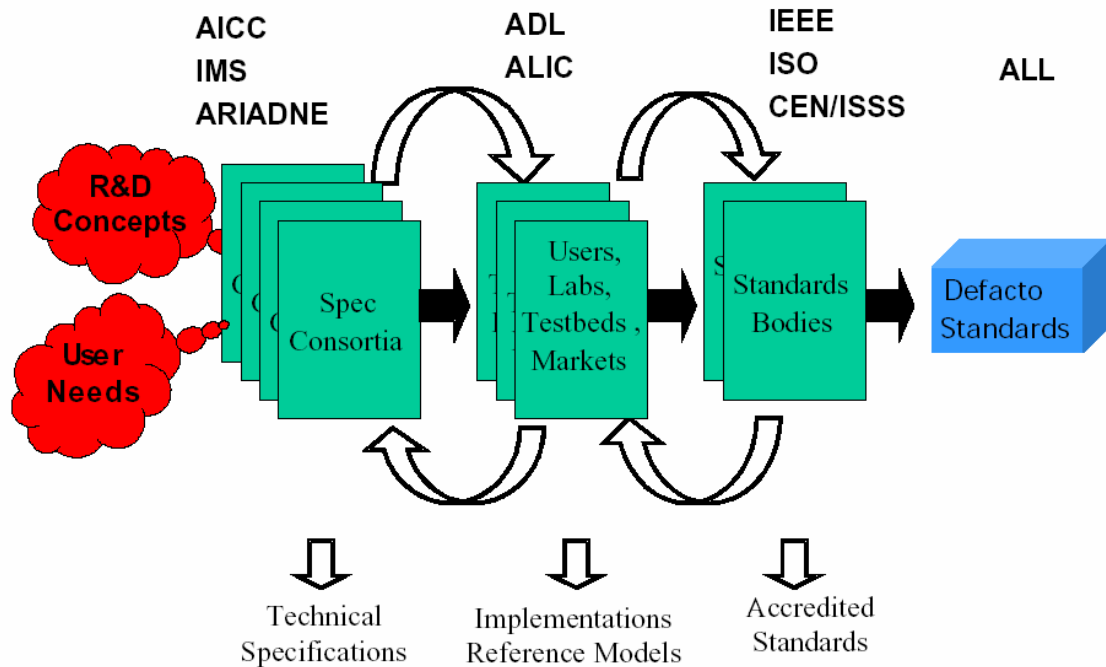 AICC
IMS
ARIADNE
ADL
ALIC
IEEE
ISO
CEN/ISSS
ALL
R&D
Concepts
User
Needs
Spec
Consortia
Users,
Labs,
Testbeds ,
Markets
Standards
Bodies
Defacto
Standards
Technical
Specifications
Implementations
Reference Models
Accredited
Standards